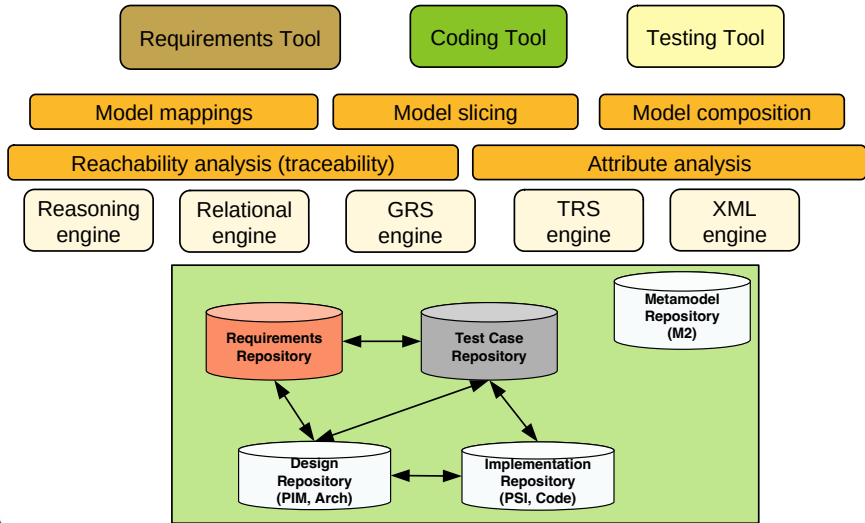 Requirements Tool
Coding Tool
Testing Tool
Model mappings
Model slicing
Model composition
Reachability analysis (traceability)
Attribute analysis
Reasoning
engine
Relational
engine
GRS
engine
TRS
engine
XML
engine
Metamodel
Repository
(M2)
Requirements
Repository
Test Case
Repository
Design
Repository
(PIM, Arch)
Implementation
Repository
(PSI, Code)